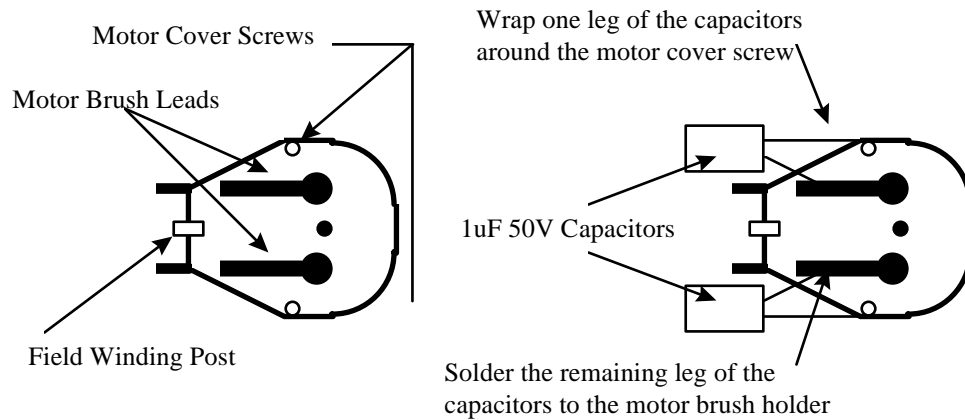 Motor Cover Screws
Motor Brush Leads
Field Winding Post
Wrap one leg of the capacitors
around the motor cover screw
1uF 50V Capacitors
Solder the remaining leg of the
capacitors to the motor brush holder